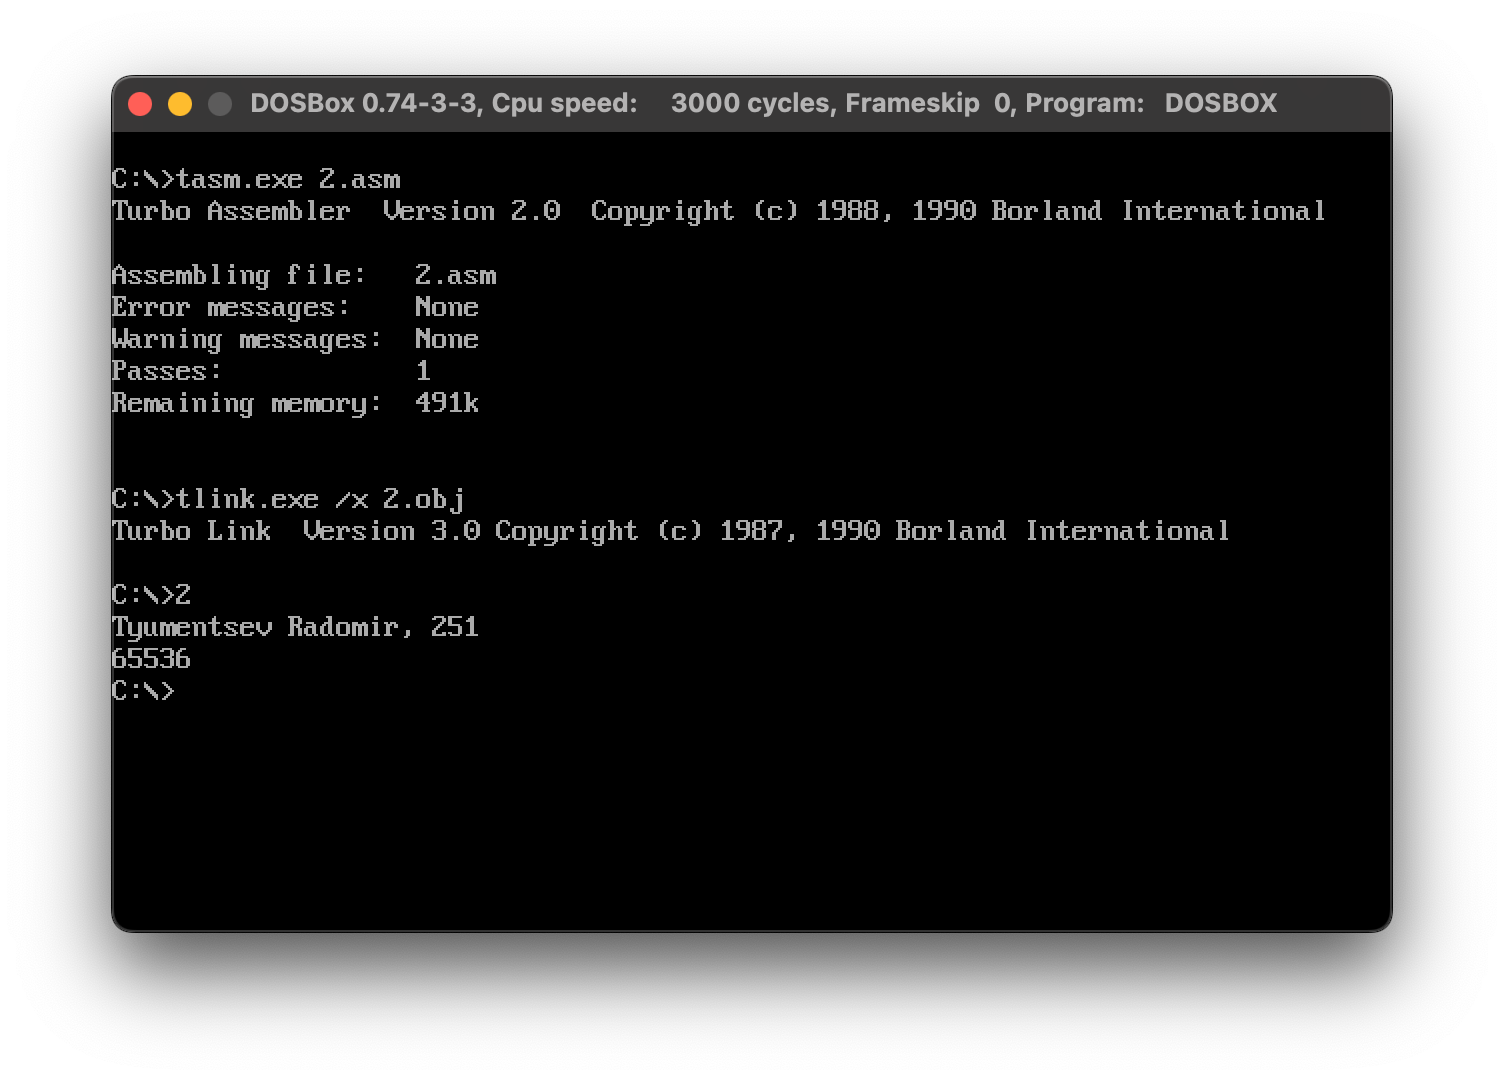 DOSBox 0.74-3-3, Cpu speed:    3000 cycles, Frameskip  0, Program:   DOSBOX
C:\>tasm.exe 2.asm
Turbo Assembler  Version 2.0  Copyright (c) 1988, 1990 Borland International
Assembling file:   2.asm
Error messages:    None
Warning messages:  None
Passes:            1
Remaining memory:  491k
C:\>tlink.exe /x 2.obj
Turbo Link  Version 3.0 Copyright (c) 1987, 1990 Borland International
C:\>2
Tyumentsev Radomir, 251
65536
C:\>